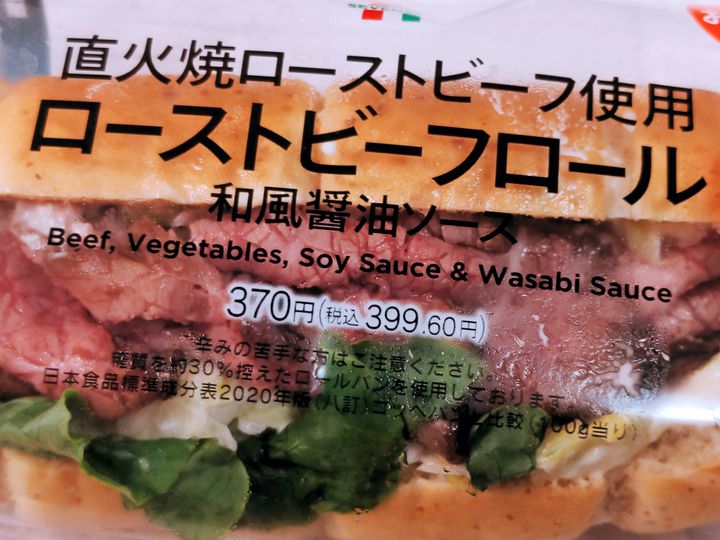 直火焼ローストビーフ使用
ローストビーフロール
和風醤油ソース
Beef, Vegetables, Soy Sauce & Wasabi Sauce
370円(税込 399.60円)
辛みの苦手な方はご注意ください。
糖質を約30%控えたロールパンを使用しております。
日本食品標準成分表2020年版(八訂)コッペパンと比較(100g当り)